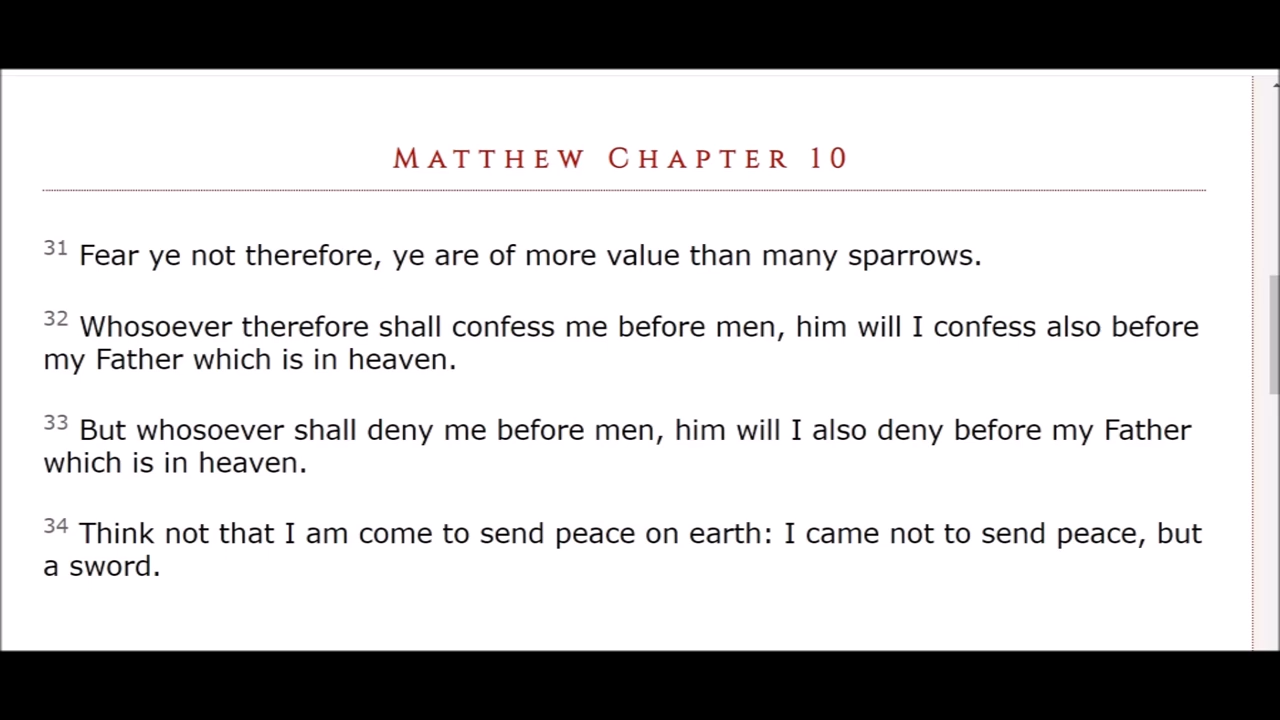 Matthew Chapter 10
31 Fear ye not therefore, ye are of more value than many sparrows.
32 Whosoever therefore shall confess me before men, him will I confess also before
my Father which is in heaven.
33 But whosoever shall deny me before men, him will I also deny before my Father
which is in heaven.
34 Think not that I am come to send peace on earth: I came not to send peace, but
a sword.